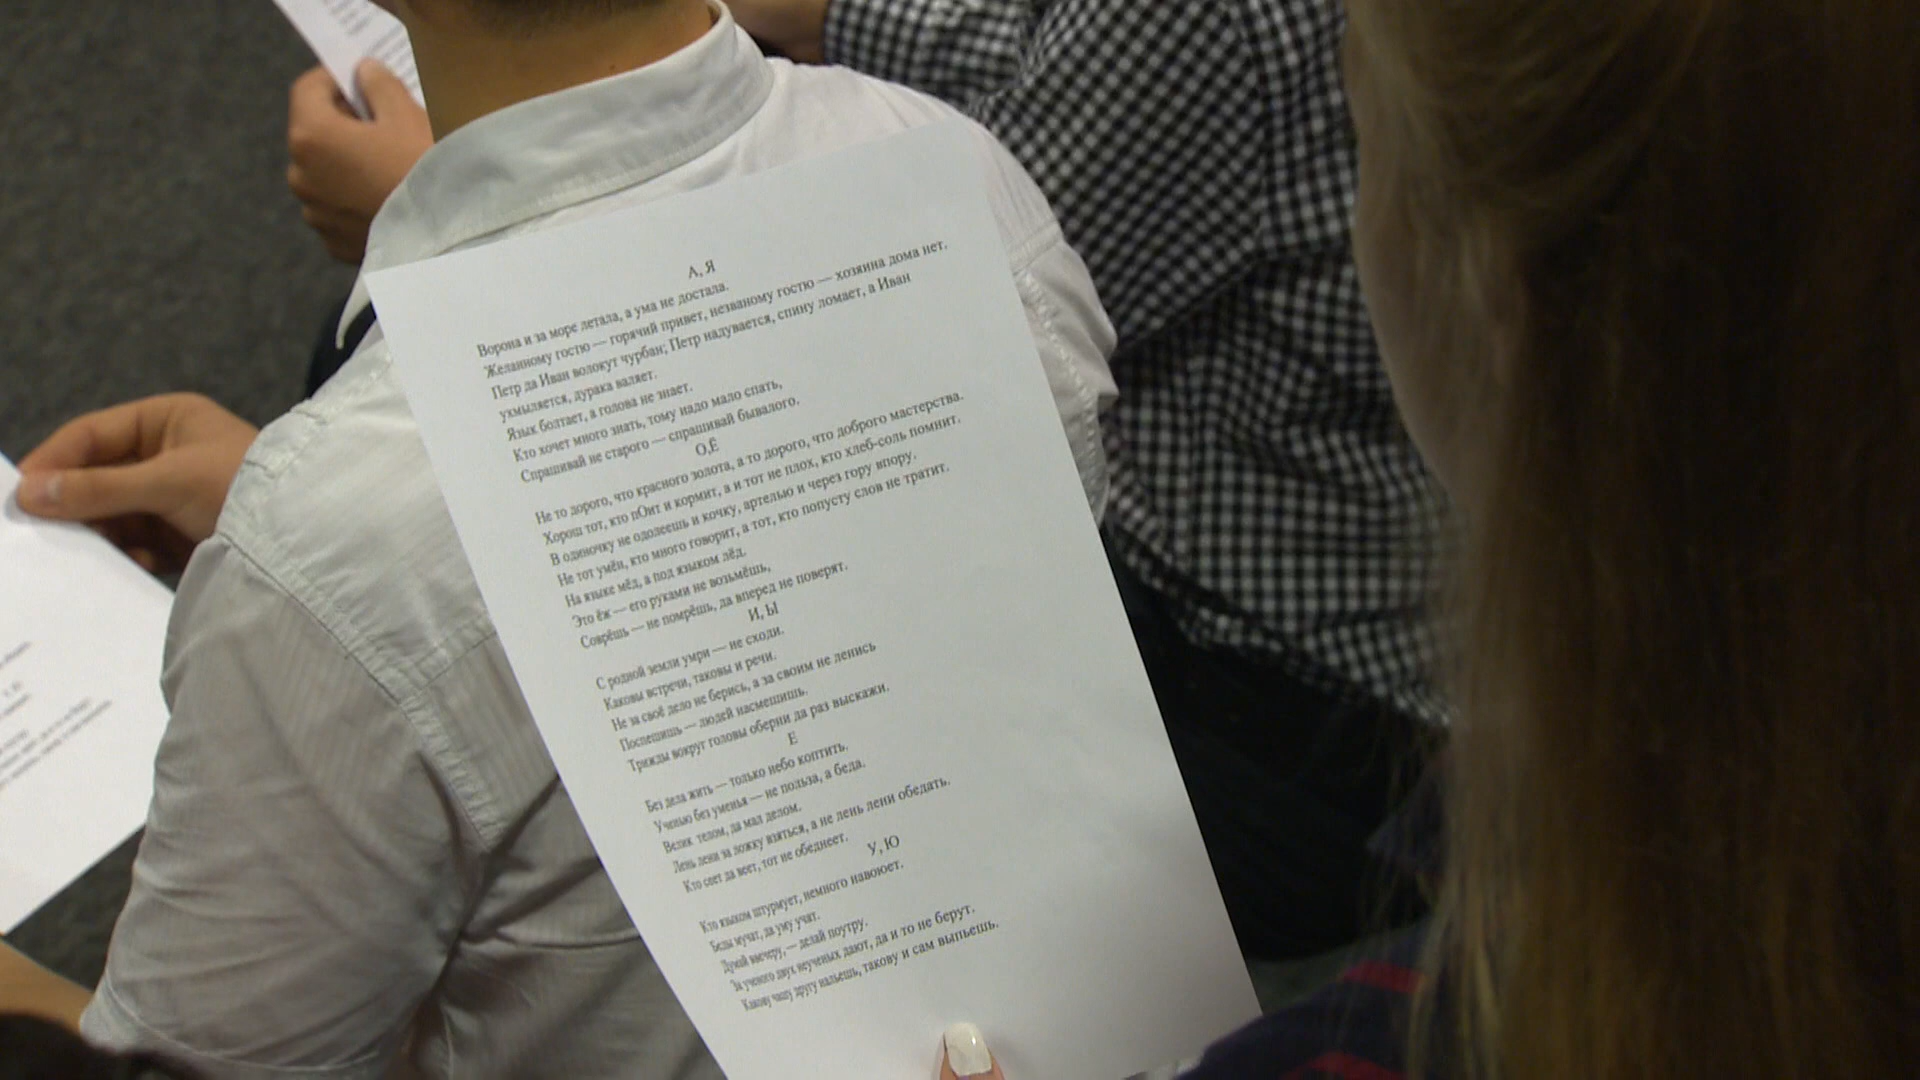 А, Я
Ворона и за море летала, а ума не достала.
Желанному гостю — горячий привет, незваному гостю — хозяина дома нет.
Петр да Иван волокут чурбан; Петр надувается, спину ломает, а Иван
ухмыляется, дурака валяет.
Язык болтает, а голова не знает.
Кто хочет много знать, тому надо мало спать,
Спрашивай не старого — спрашивай бывалого.
О,Ё
Не то дорого, что красного золота, а то дорого, что доброго мастерства.
Хорош тот, кто пОит и кормит, а и тот не плох, кто хлеб-соль помнит.
В одиночку не одолеешь и кочку, артелью и через гору впору.
Не тот умён, кто много говорит, а тот, кто попусту слов не тратит.
На языке мёд, а под языком лёд.
Это ёж — его руками не возьмёшь,
Соврёшь — не помрёшь, да вперед не поверят.
И, Ы
С родной земли умри — не сходи.
Каковы встречи, таковы и речи.
Не за своё дело не берись, а за своим не ленись
Поспешишь — людей насмешишь.
Трижды вокруг головы оберни да раз выскажи.
Е
Без дела жить — только небо коптить.
Ученью без уменья — не польза, а беда.
Велик телом, да мал делом.
Лень лени за ложку взяться, а не лень лени обедать.
Кто сеет да веет, тот не обеднеет.
У, Ю
Кто языком штурмует, немного навоюет.
Беды мучат, да уму учат.
Думай ввечеру, — делай поутру.
За ученого двух неученых дают, да и то не берут.
Какову чашу другу нальешь, такову и сам выпьешь.